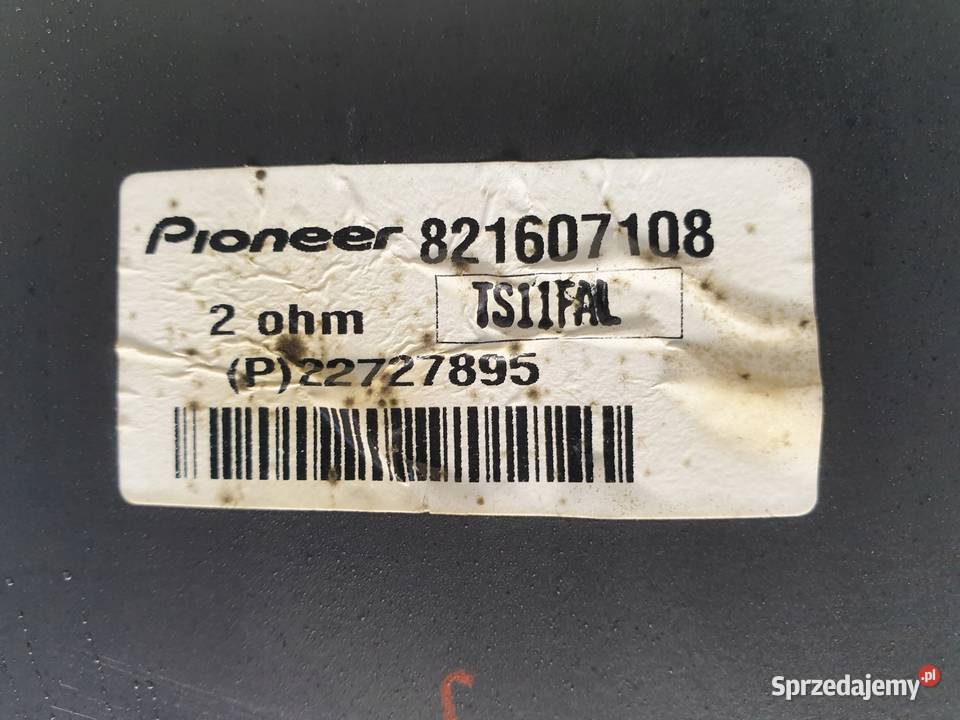 Pioneer 821607108
2 ohm TS11FAL
(P)22727895
Sprzedajemy.pl